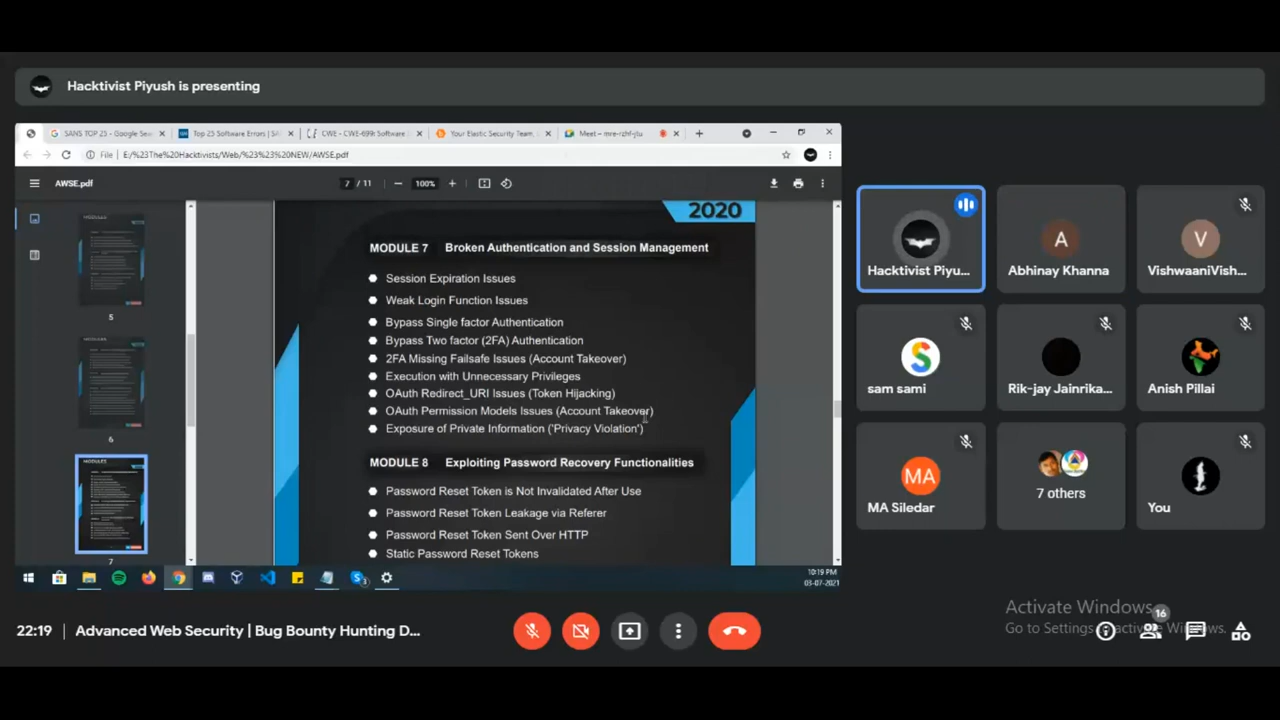 Hacktivist Piyush is presenting
SANS TOP 25 - Google Sea
Top 25 Software Errors | SA
CWE - CWE-699: Software
Your Elastic Security Team,
Meet – mre-rzhf-jtu
File
E:/%23The%20Hacktivists/Web/%23%23%20NEW/AWSE.pdf
AWSE.pdf
7 / 11
100%
MODULES
5
6
MODULES
7
2020
MODULE 7 Broken Authentication and Session Management
Session Expiration Issues
Weak Login Function Issues
Bypass Single factor Authentication
Bypass Two factor (2FA) Authentication
2FA Missing Failsafe Issues (Account Takeover)
Execution with Unnecessary Privileges
OAuth Redirect_URI Issues (Token Hijacking)
OAuth Permission Models Issues (Account Takeover)
Exposure of Private Information ('Privacy Violation')
MODULE 8 Exploiting Password Recovery Functionalities
Password Reset Token is Not Invalidated After Use
Password Reset Token Leakage via Referer
Password Reset Token Sent Over HTTP
Static Password Reset Tokens
10:19 PM
03-07-2021
Hacktivist Piyu...
A
Abhinay Khanna
V
VishwaaniVish...
S
sam sami
Rik-jay Jainrika...
Anish Pillai
MA
MA Siledar
7 others
You
22:19 | Advanced Web Security | Bug Bounty Hunting D...
Activate Windows
Go to Settings to activate Windows.
16